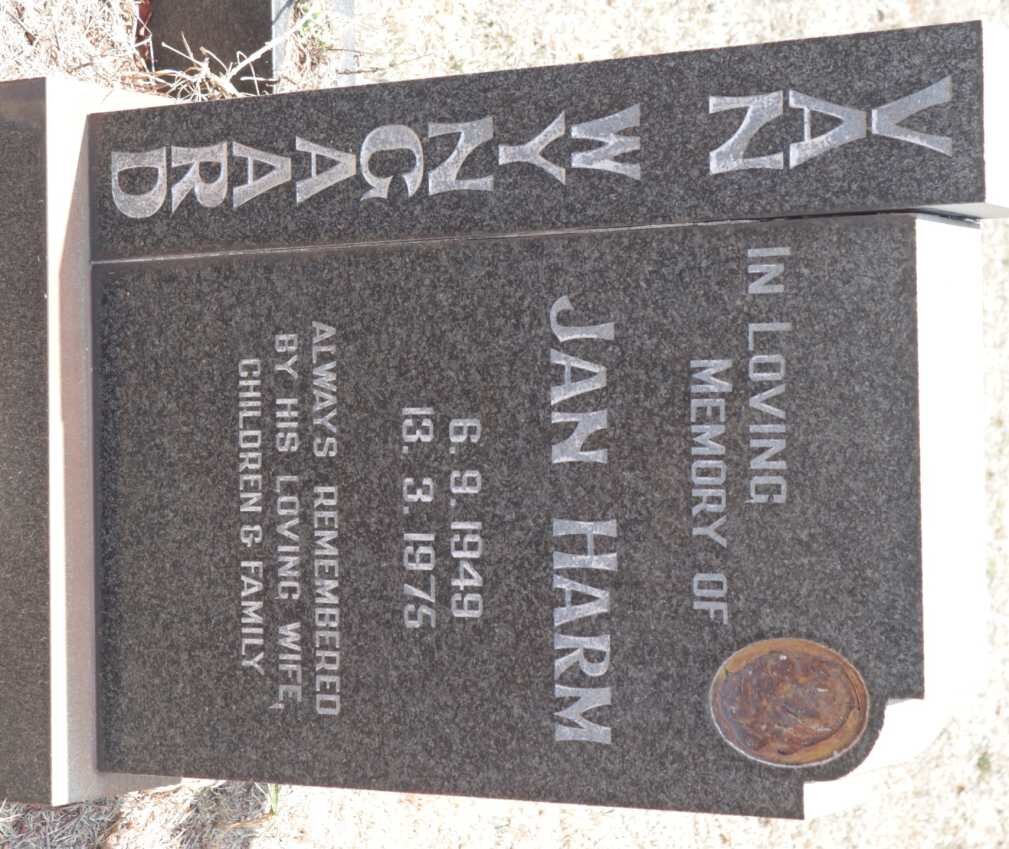 VAN WYNGAARD
IN LOVING
MEMORY OF
JAN HARM
6. 9. 1949
13. 3. 1975
ALWAYS REMEMBERED
BY HIS LOVING WIFE,
CHILDREN & FAMILY